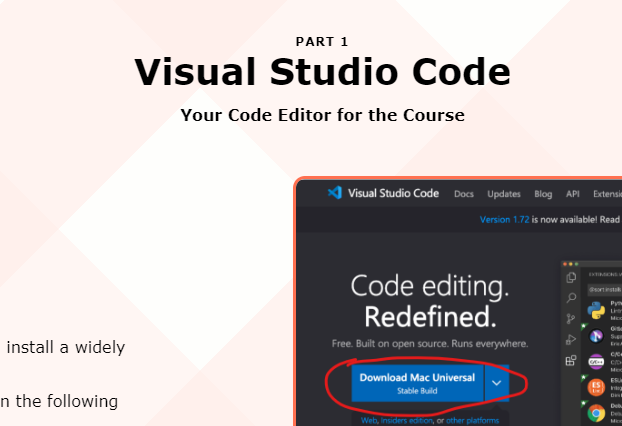 PART 1
Visual Studio Code
Your Code Editor for the Course
Visual Studio Code Docs Updates Blog API
Version 1.72 is now available! Read
Code editing.
Redefined.
Free. Built on open source. Runs everywhere.
Download Mac Universal
Stable Build
Web, Insiders edition, or other platforms
install a widely
n the following